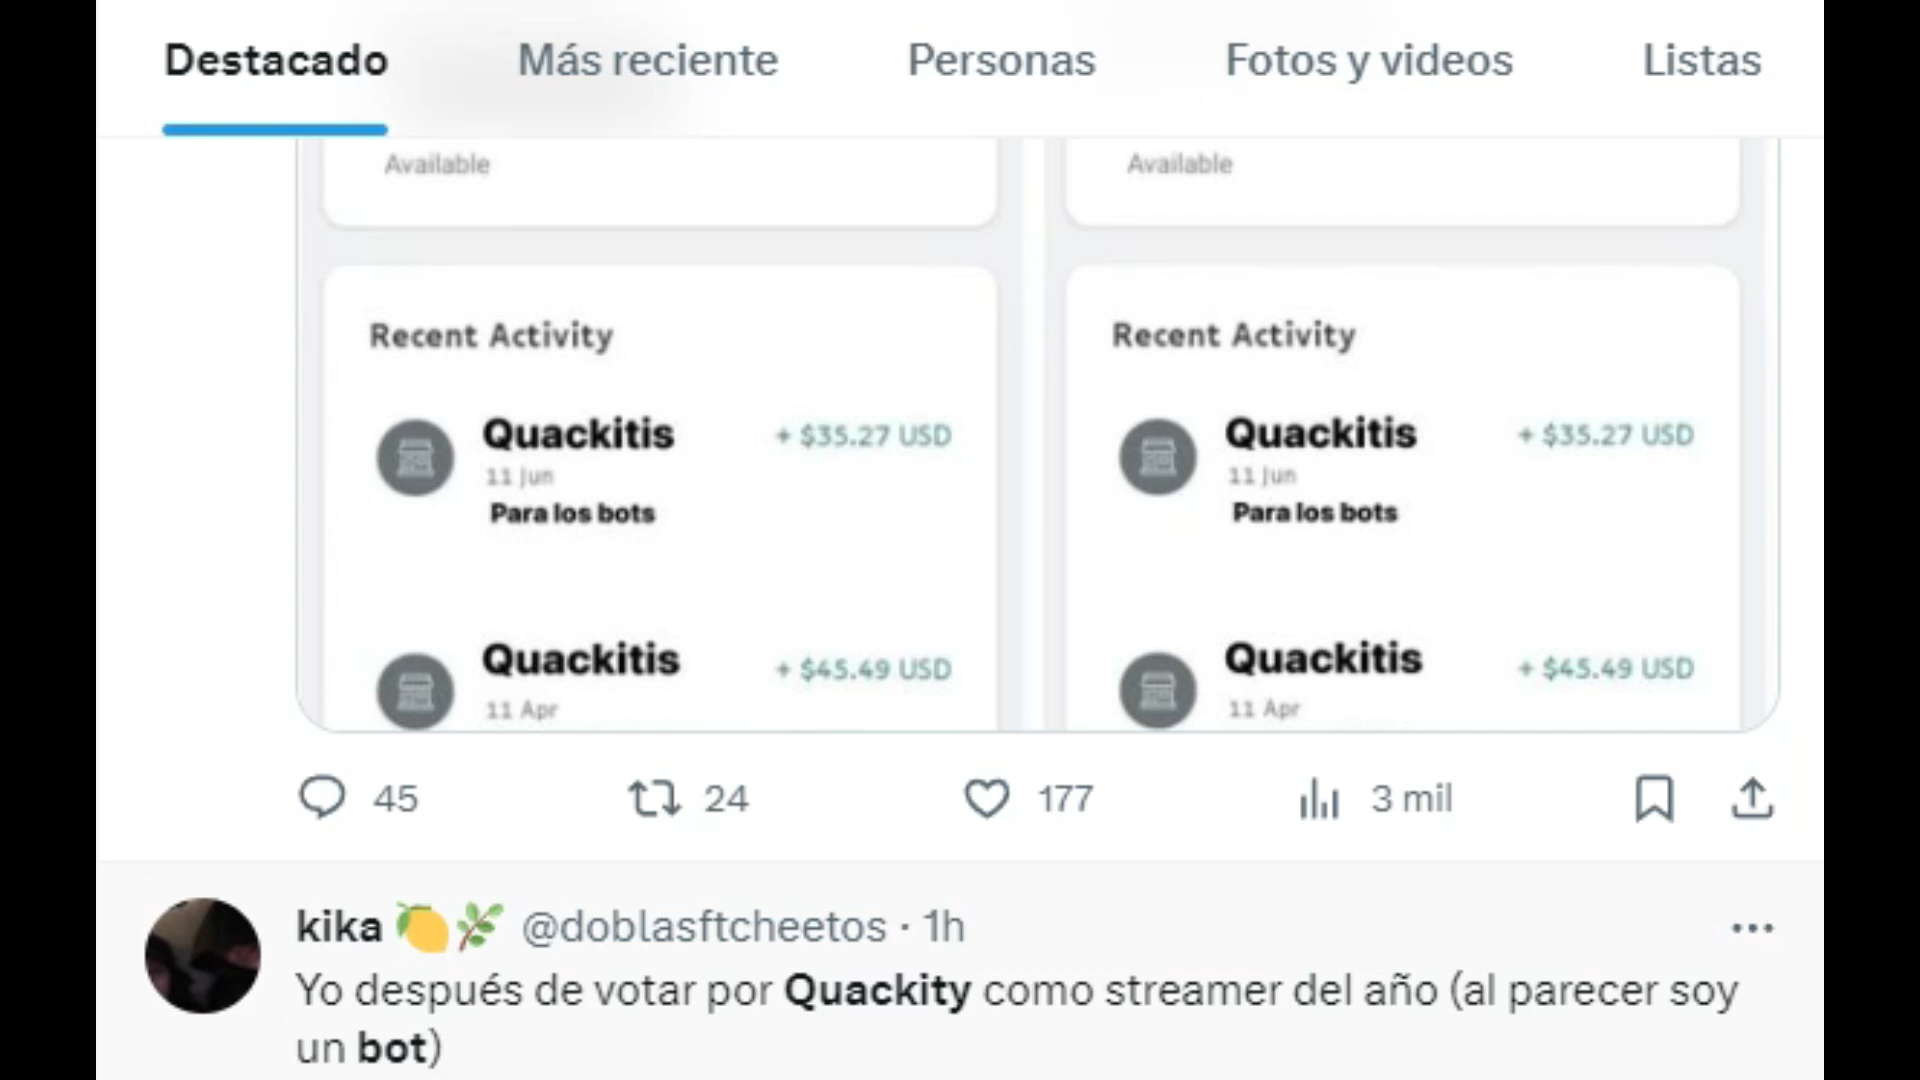 Destacado Más reciente Personas Fotos y videos Listas
Available
Available
Recent Activity
Quackitis + $35.27 USD
11 Jun
Para los bots
Quackitis + $45.49 USD
11 Apr
Recent Activity
Quackitis + $35.27 USD
11 Jun
Para los bots
Quackitis + $45.49 USD
11 Apr
45 24 177 3 mil
kika 🍋🌿 @doblasftcheetos · 1h
Yo después de votar por Quackity como streamer del año (al parecer soy
un bot)